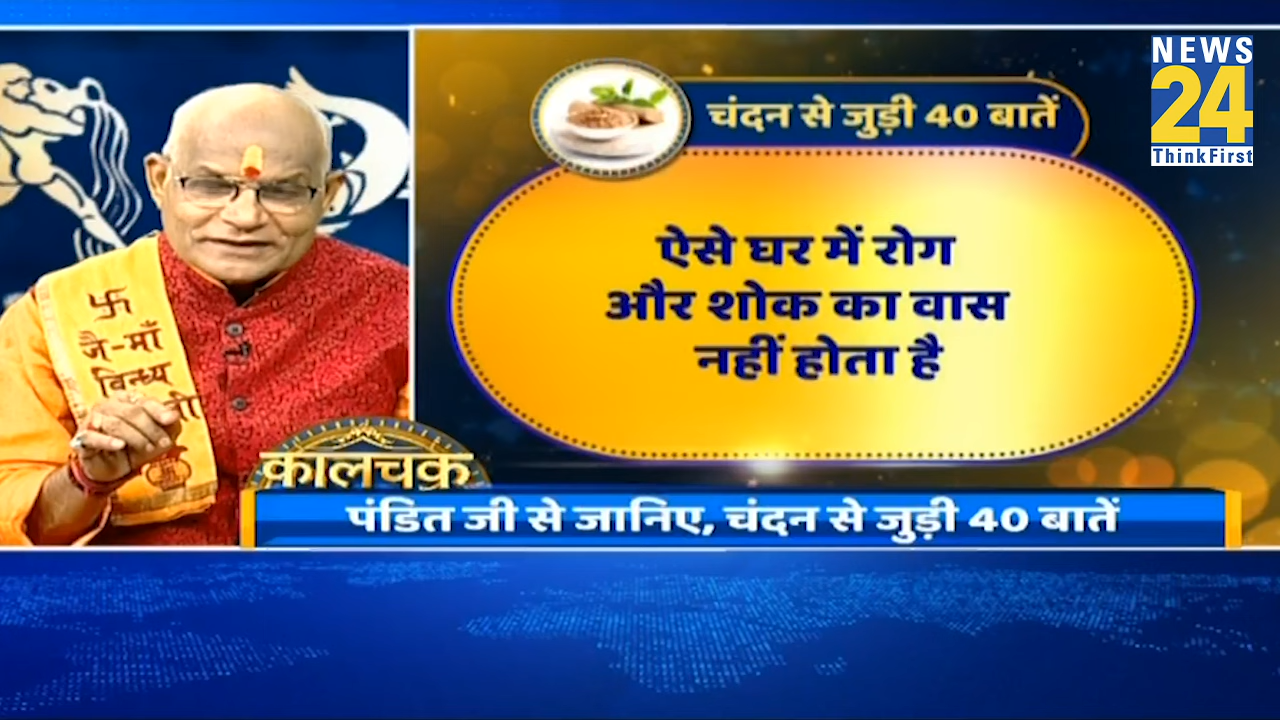 NEWS
24
ThinkFirst
चंदन से जुड़ी 40 बातें
ऐसे घर में रोग
और शोक का वास
नहीं होता है
जै-माँ
विन्ध्य
कालचक्र
पंडित जी से जानिए, चंदन से जुड़ी 40 बातें